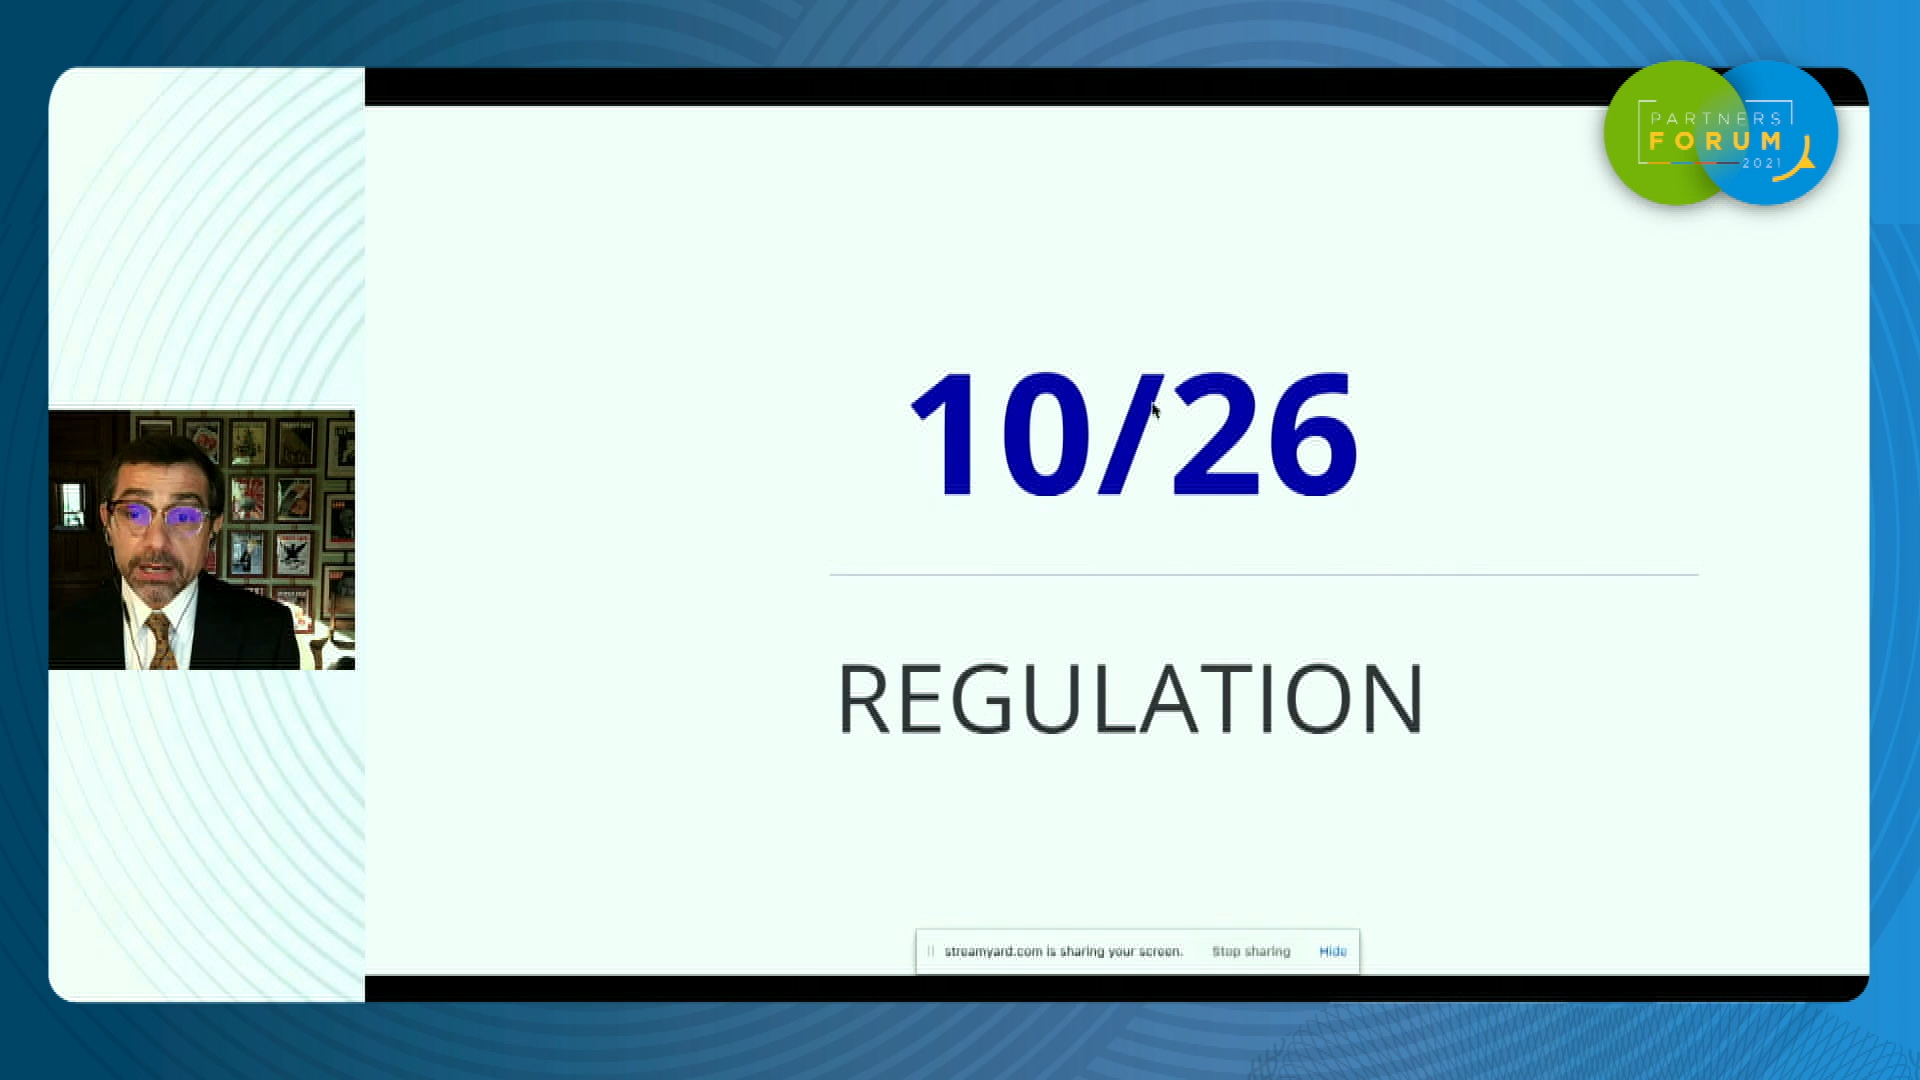 PARTNERS
FORUM
2021
10/26
REGULATION
streamyard.com is sharing your screen. Stop sharing Hide